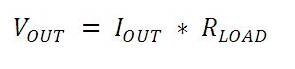 V_OUT = I_OUT * R_LOAD